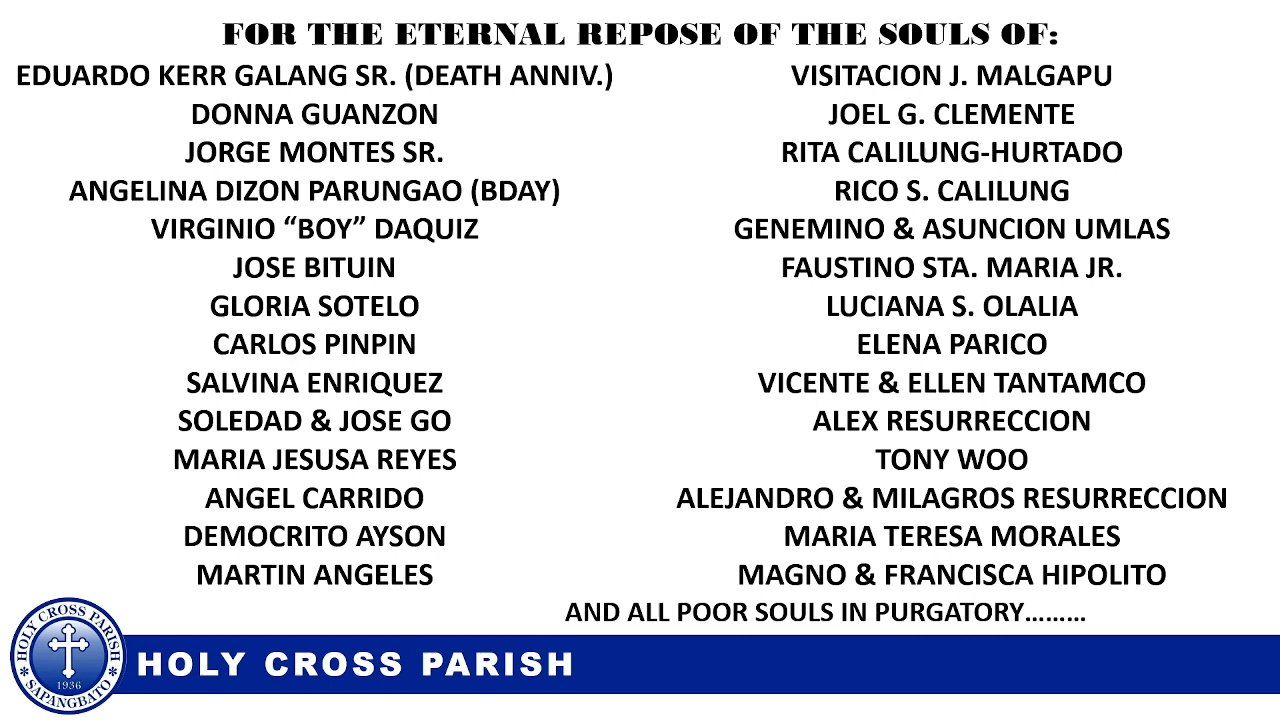 FOR THE ETERNAL REPOSE OF THE SOULS OF:
EDUARDO KERR GALANG SR. (DEATH ANNIV.)
DONNA GUANZON
JORGE MONTES SR.
ANGELINA DIZON PARUNGAO (BDAY)
VIRGINIO “BOY” DAQUIZ
JOSE BITUIN
GLORIA SOTELO
CARLOS PINPIN
SALVINA ENRIQUEZ
SOLEDAD & JOSE GO
MARIA JESUSA REYES
ANGEL CARRIDO
DEMOCRITO AYSON
MARTIN ANGELES
VISITACION J. MALGAPU
JOEL G. CLEMENTE
RITA CALILUNG-HURTADO
RICO S. CALILUNG
GENEMINO & ASUNCION UMLAS
FAUSTINO STA. MARIA JR.
LUCIANA S. OLALIA
ELENA PARICO
VICENTE & ELLEN TANTAMCO
ALEX RESURRECCION
TONY WOO
ALEJANDRO & MILAGROS RESURRECCION
MARIA TERESA MORALES
MAGNO & FRANCISCA HIPOLITO
AND ALL POOR SOULS IN PURGATORY.........
HOLY CROSS PARISH
1936
SAPANGBATO
HOLY CROSS PARISH